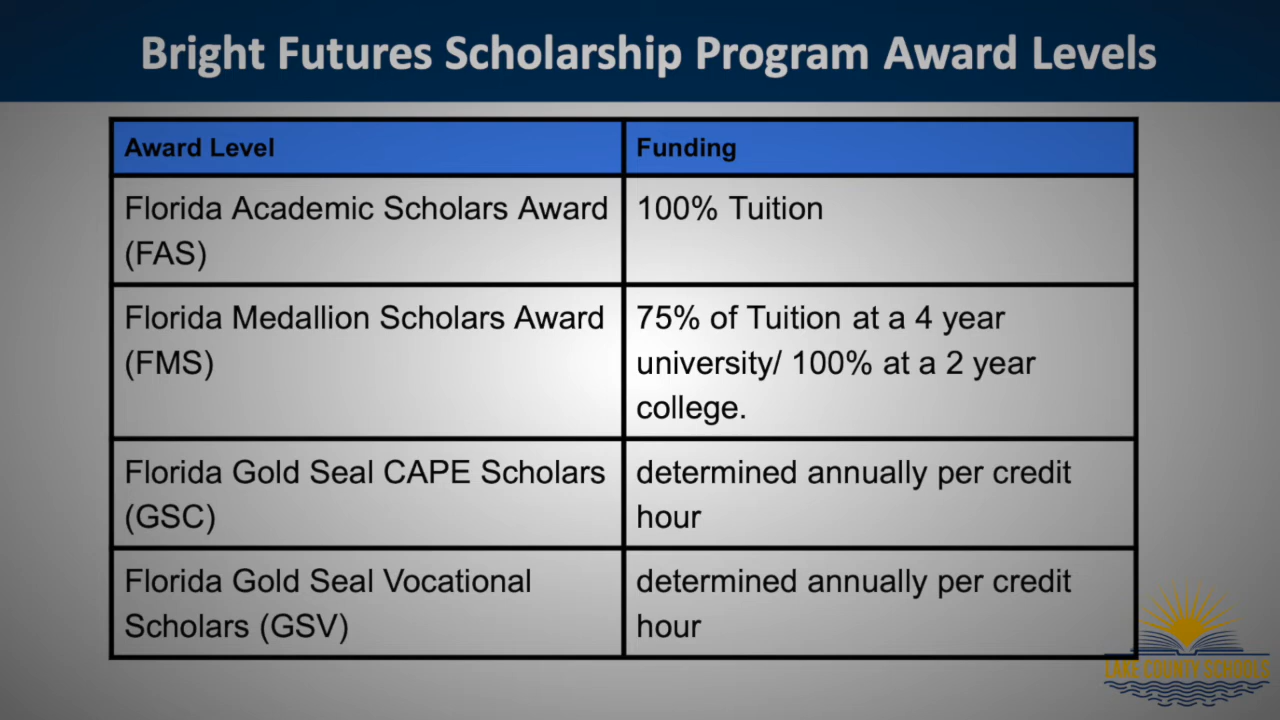 Bright Futures Scholarship Program Award Levels
Award Level
Funding
Florida Academic Scholars Award
(FAS)
100% Tuition
Florida Medallion Scholars Award
(FMS)
75% of Tuition at a 4 year
university/ 100% at a 2 year
college.
Florida Gold Seal CAPE Scholars
(GSC)
determined annually per credit
hour
Florida Gold Seal Vocational
Scholars (GSV)
determined annually per credit
hour
LAKE COUNTY SCHOOLS